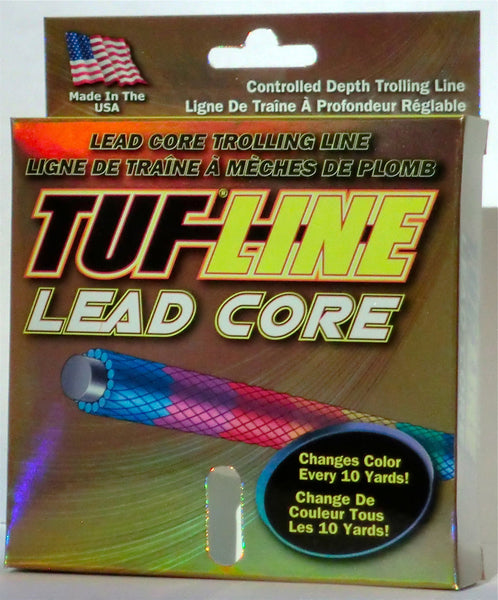 Made In The
USA
Controlled Depth Trolling Line
Ligne De Traîne À Profondeur Réglable
LEAD CORE TROLLING LINE
LIGNE DE TRAÎNE À MÈCHES DE PLOMB
TUF-LINE®
LEAD CORE
Changes Color
Every 10 Yards!
Change De
Couleur Tous
Les 10 Yards!